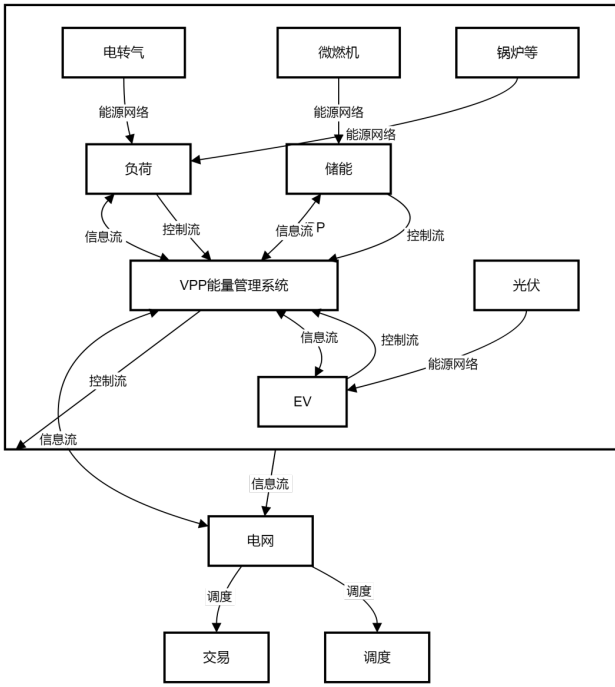 电转气
微燃机
锅炉等
能源网络
能源网络
能源网络
负荷
储能
信息流
控制流
信息流
P
控制流
VPP能量管理系统
光伏
信息流
控制流
能源网络
控制流
EV
信息流
信息流
电网
调度
调度
交易
调度